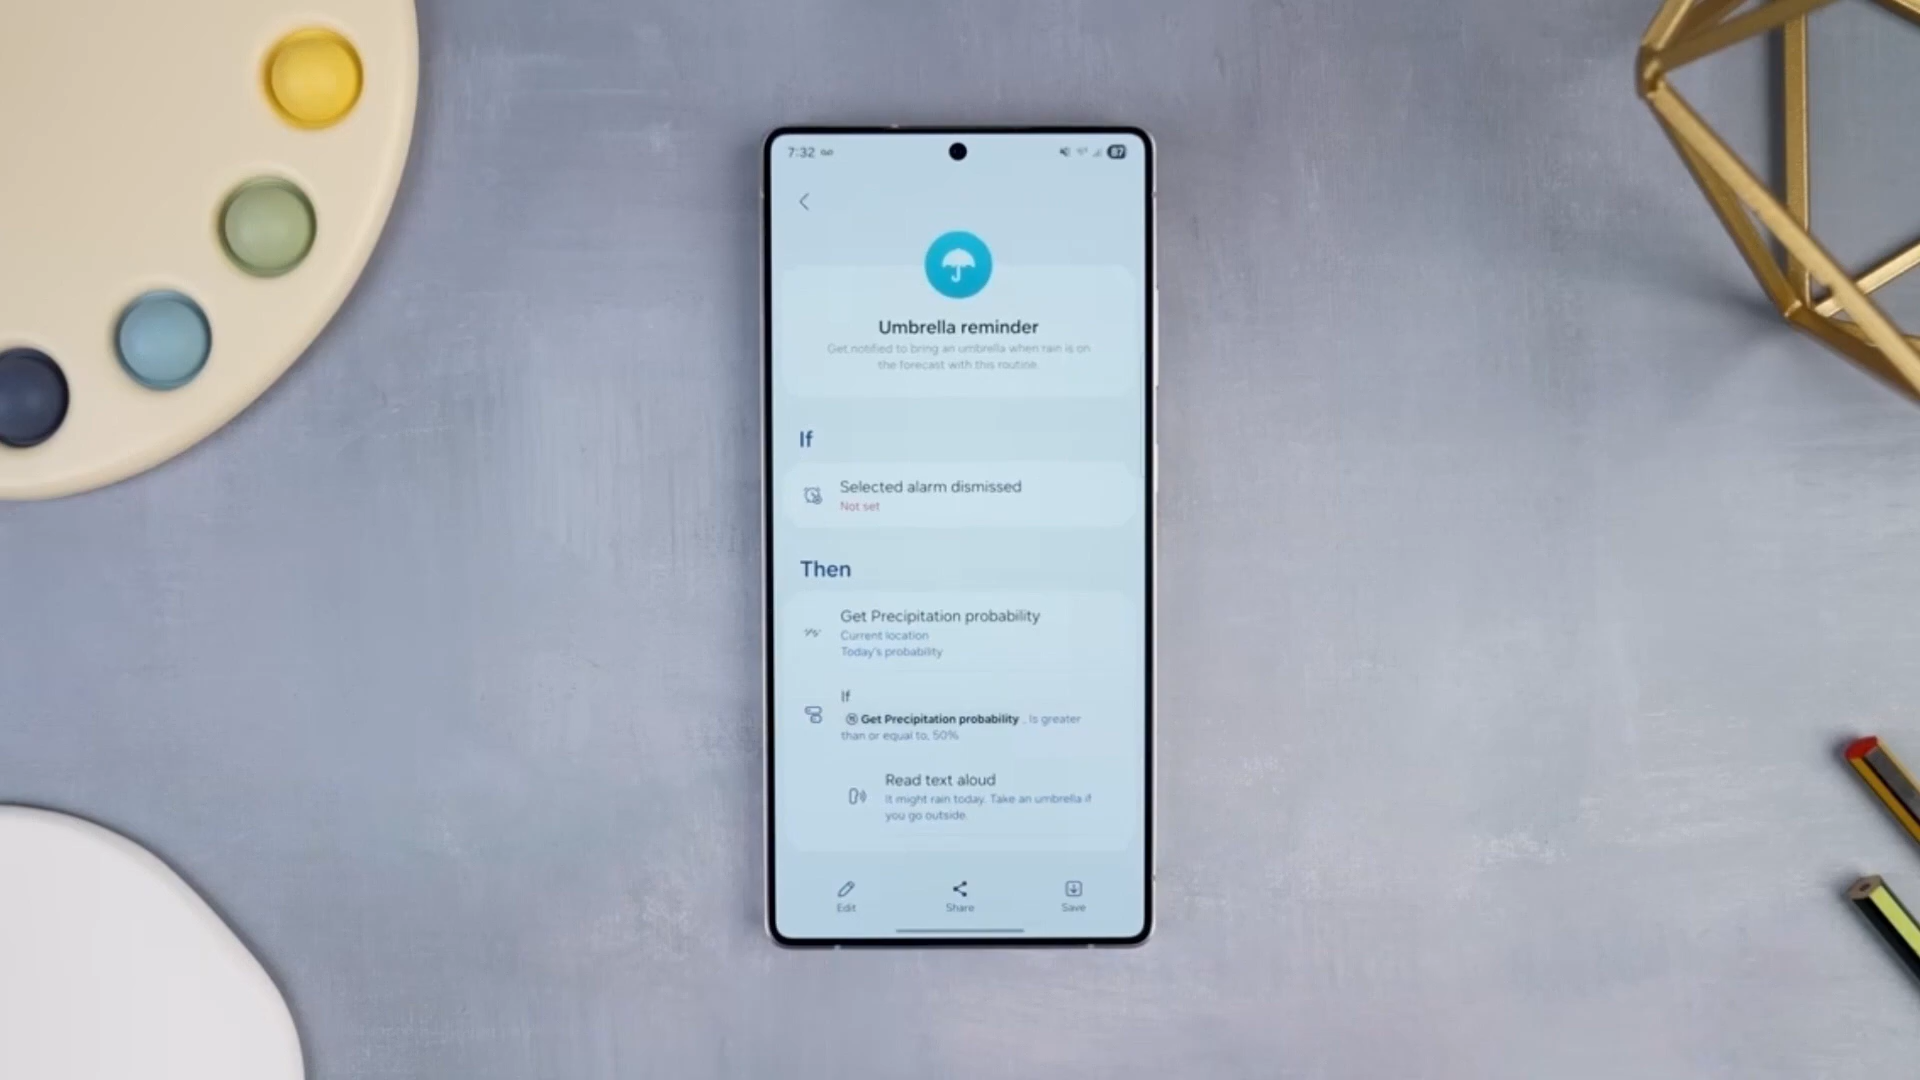 7:32
87
Umbrella reminder
Get notified to bring an umbrella when rain is on
the forecast with this routine.
If
Selected alarm dismissed
Not set
Then
Get Precipitation probability
Current location
Today's probability
If
Get Precipitation probability , Is greater
than or equal to, 50%
Read text aloud
It might rain today. Take an umbrella if
you go outside.
Edit
Share
Save